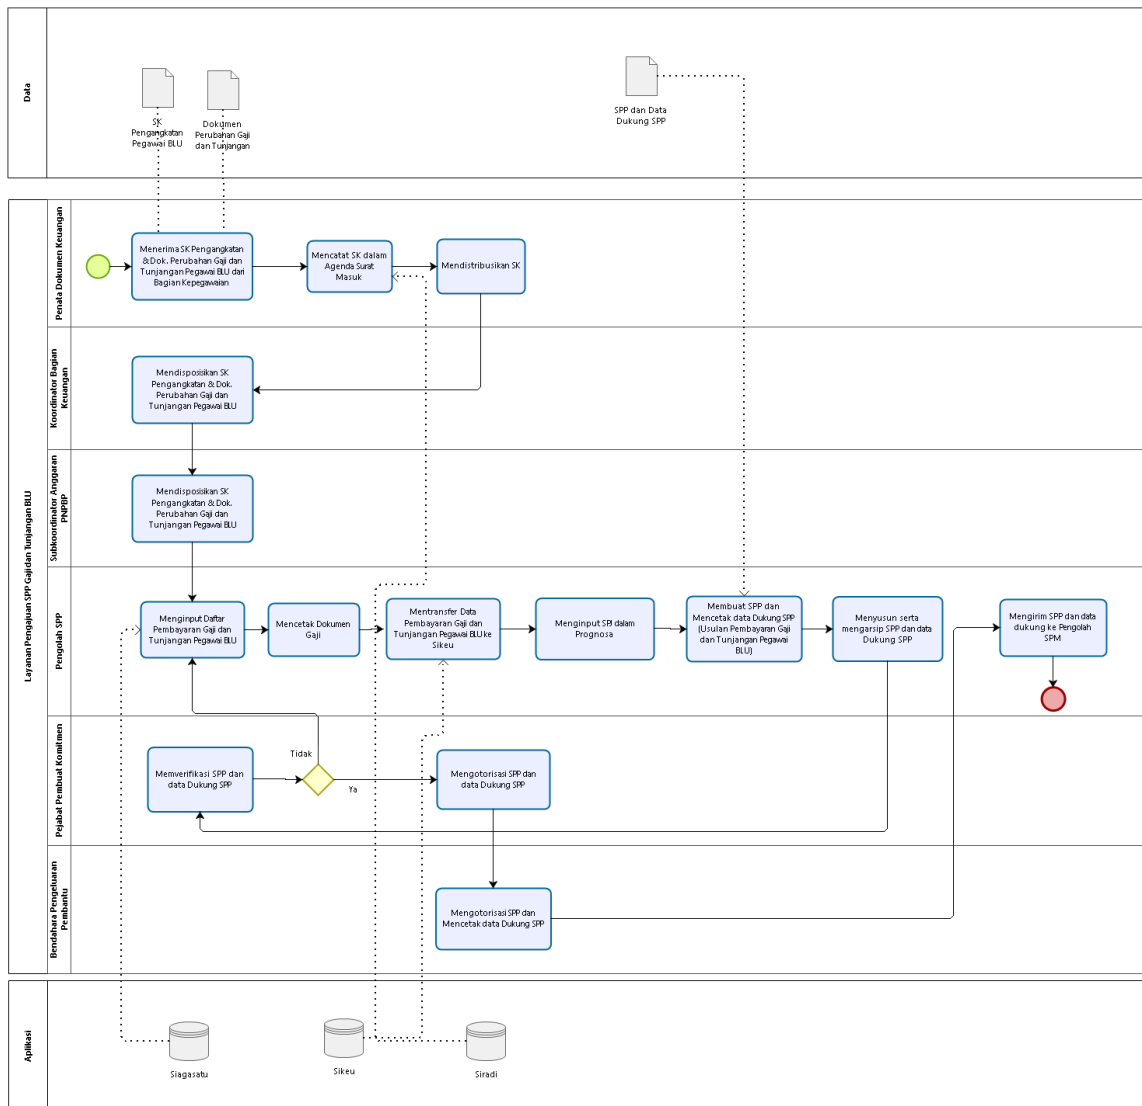 Data
SK
Pengangkatan
Pegawai BLU
Dokumen
Perubahan Gaji
dan Tunjangan
SPP dan Data
Dukung SPP
Layanan Pengajuan SPP Gaji dan Tunjangan BLU
Penata Dokumen Keuangan
Menerima SK Pengangkatan
& Dok. Perubahan Gaji dan
Tunjangan Pegawai BLU dari
Bagian Kepegawaian
Mencatat SK dalam
Agenda Surat
Masuk
Mendistribusikan SK
Koordinator Bagian
Keuangan
Mendisposisikan SK
Pengangkatan & Dok.
Perubahan Gaji dan
Tunjangan Pegawai BLU
Subkoordinator Anggaran
PNPBP
Mendisposisikan SK
Pengangkatan & Dok.
Perubahan Gaji dan
Tunjangan Pegawai BLU
Pengolah SPP
Menginput Daftar
Pembayaran Gaji dan
Tunjangan Pegawai BLU
Mencetak Dokumen
Gaji
Mentransfer Data
Pembayaran Gaji dan
Tunjangan Pegawai BLU ke
Sikeu
Menginput SPJ dalam
Prognosa
Membuat SPP dan
Mencetak data Dukung SPP
(Usulan Pembayaran Gaji
dan Tunjangan Pegawai
BLU)
Menyusun serta
mengarsip SPP dan data
Dukung SPP
Mengirim SPP dan data
dukung ke Pengolah
SPM
Pejabat Pembuat Komitmen
Memverifikasi SPP dan
data Dukung SPP
Tidak
Ya
Mengotorisasi SPP dan
data Dukung SPP
Bendahara Pengeluaran
Pembantu
Mengotorisasi SPP dan
Mencetak data Dukung SPP
Aplikasi
Siagasatu
Sikeu
Siradi